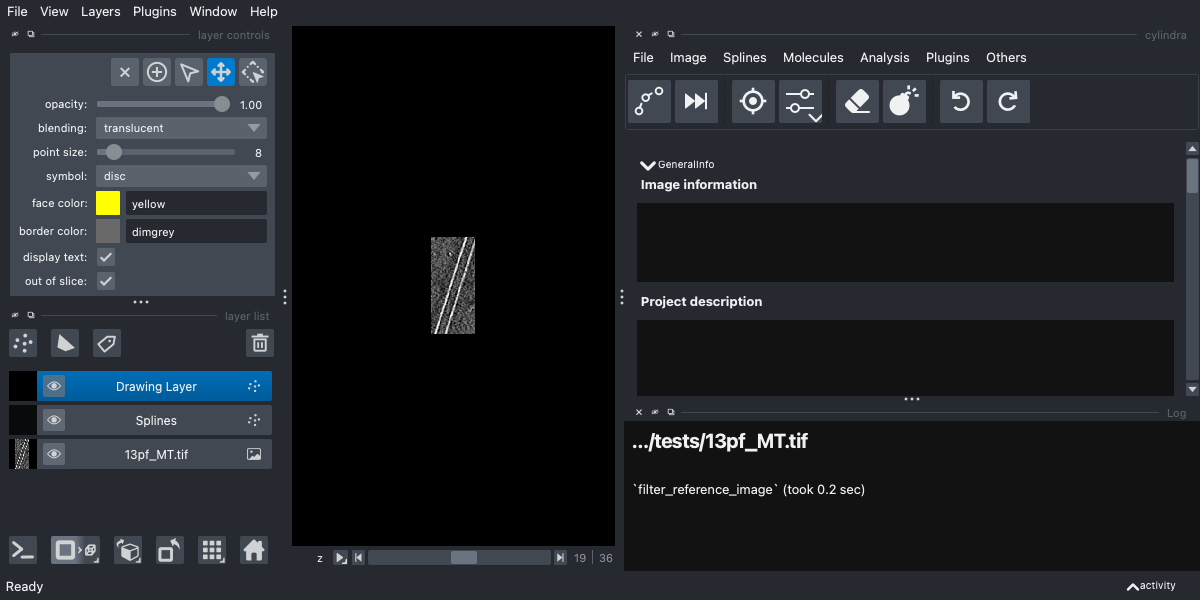 File View Layers Plugins Window Help
layer controls
opacity: 1.00
blending: translucent
point size: 8
symbol: disc
face color: yellow
border color: dimgrey
display text:
out of slice:
layer list
Drawing Layer
Splines
13pf_MT.tif
z 19 36
cylindra
File Image Splines Molecules Analysis Plugins Others
GeneralInfo
Image information
Project description
Log
.../tests/13pf_MT.tif
`filter_reference_image` (took 0.2 sec)
Ready
activity